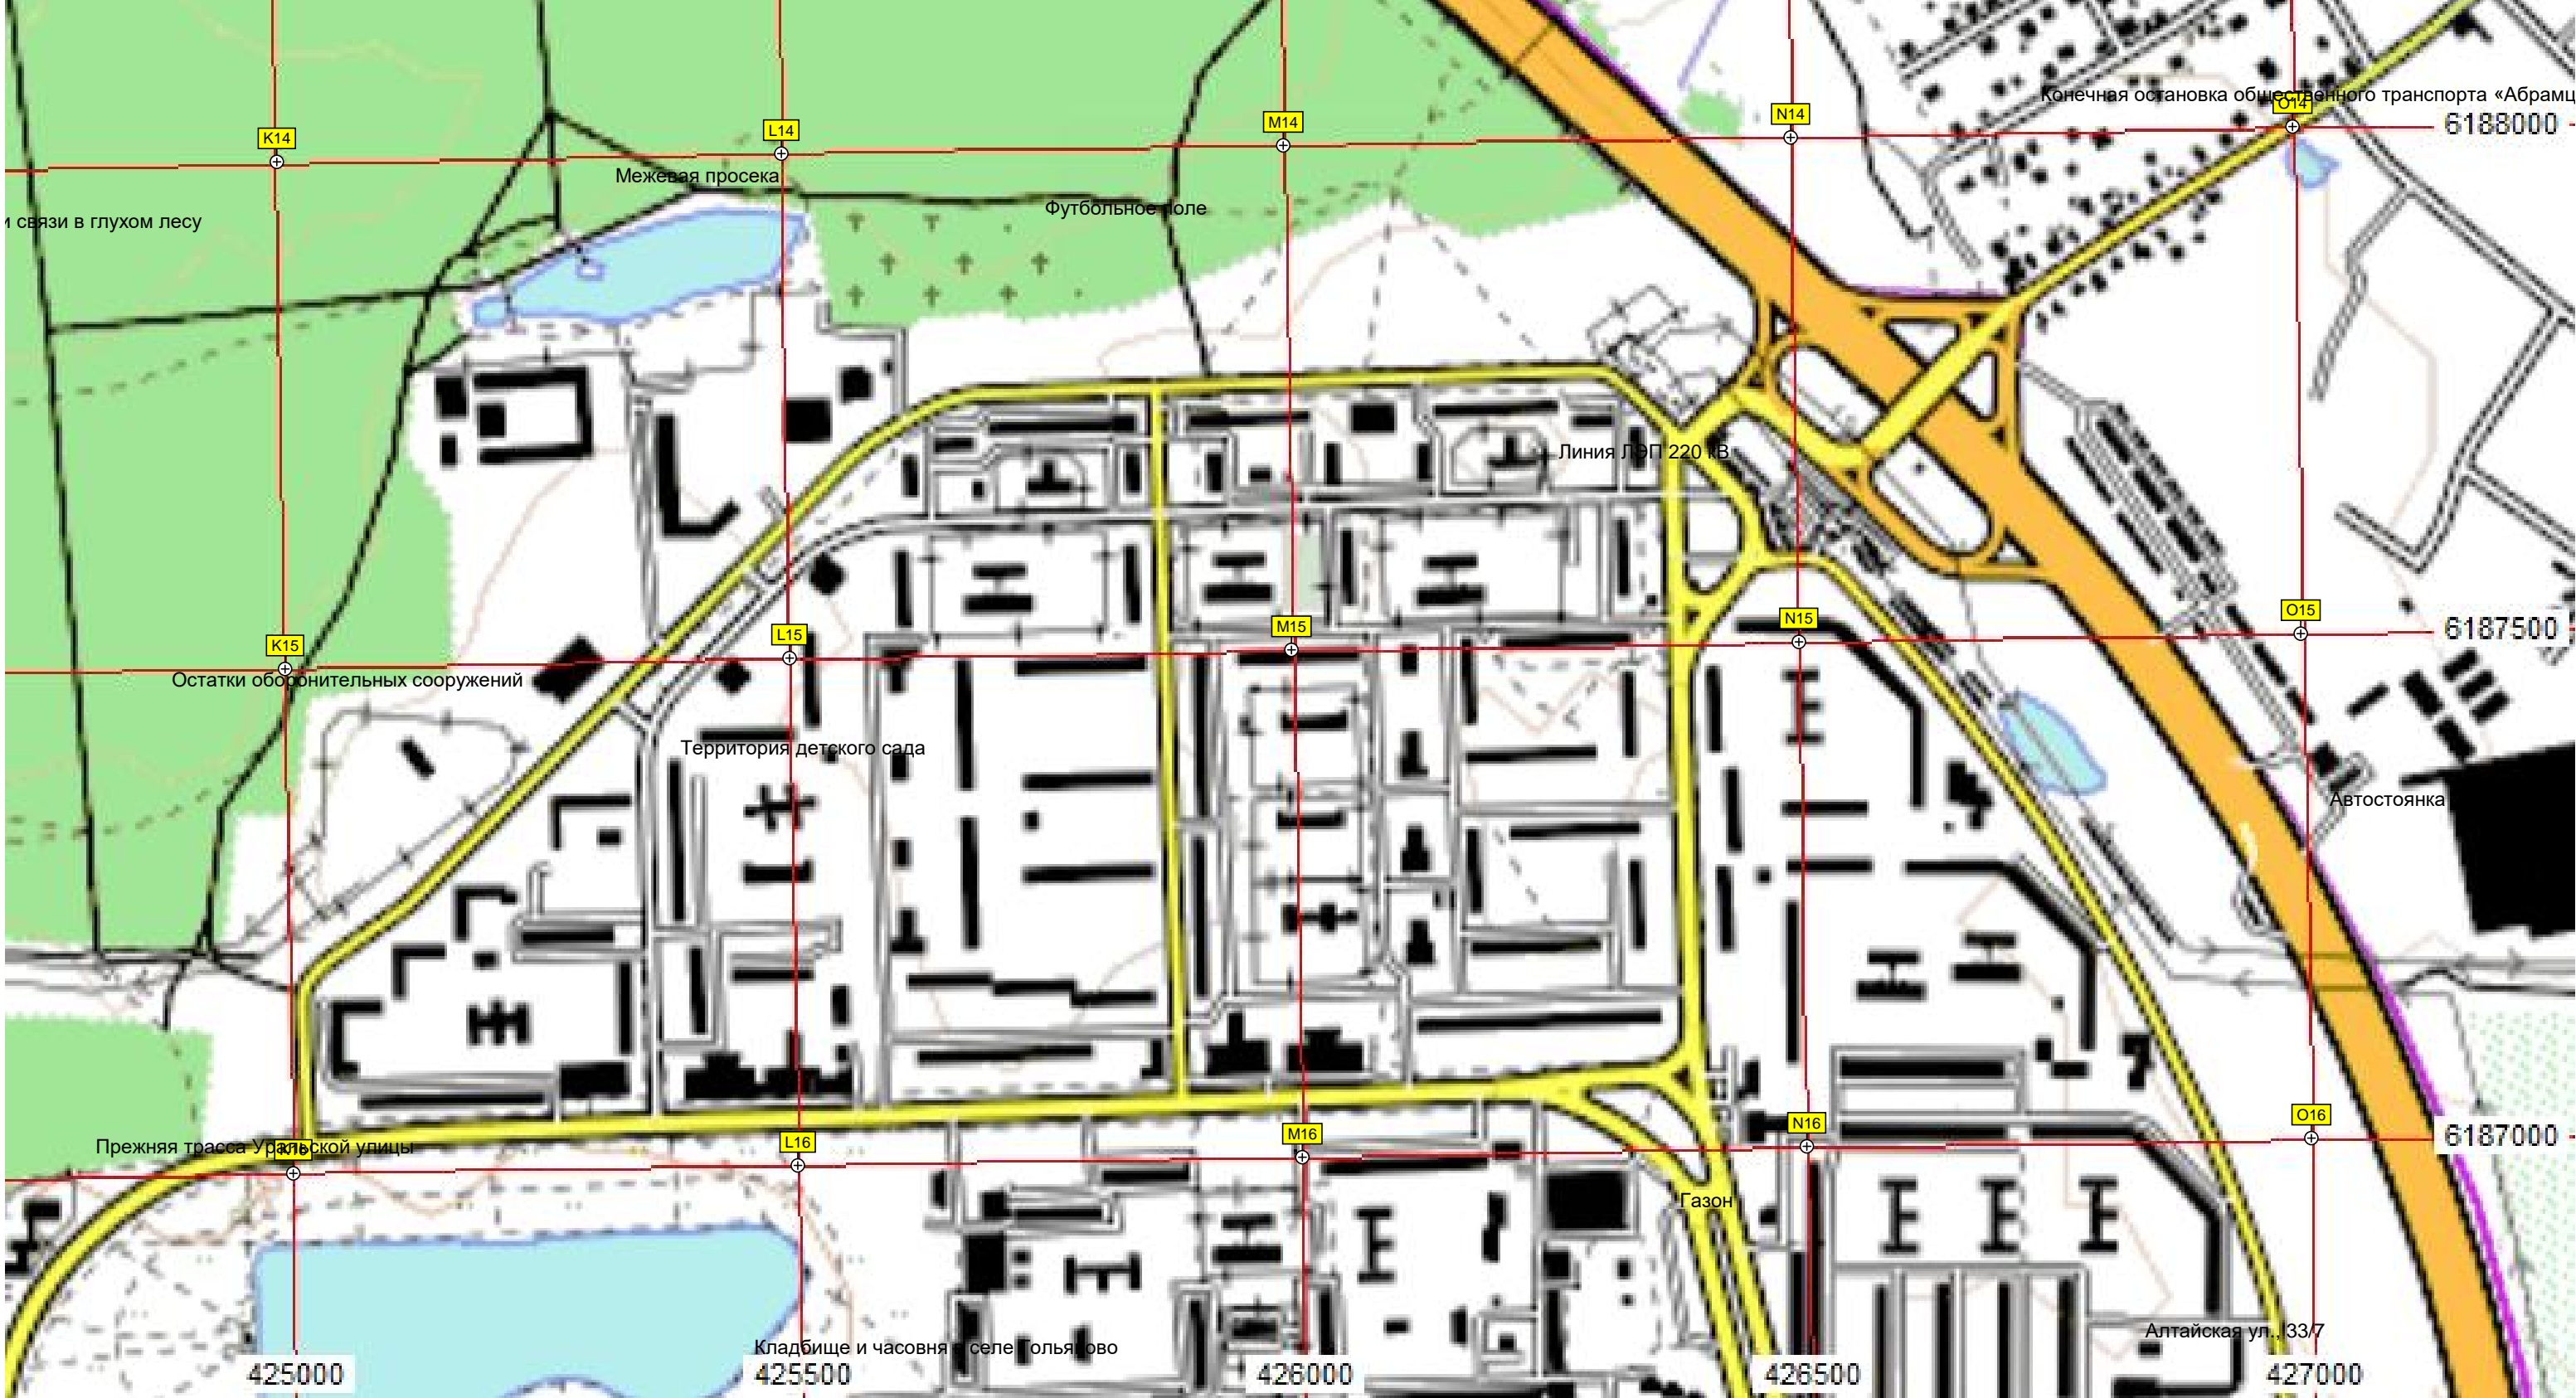 Конечная остановка общественного транспорта «Абрамц
O14
N14
M14
L14
K14
6188000
Межевая просека
Футбольное поле
и связи в глухом лесу
Линия ЛЭП 220 кВ
O15
N15
M15
L15
K15
6187500
Остатки оборонительных сооружений
Территория детского сада
Автостоянка
O16
N16
M16
L16
K16
6187000
Прежняя трасса Уральской улицы
Газон
Алтайская ул., 33/7
Кладбище и часовня в селе Гольяново
425000
425500
426000
426500
427000